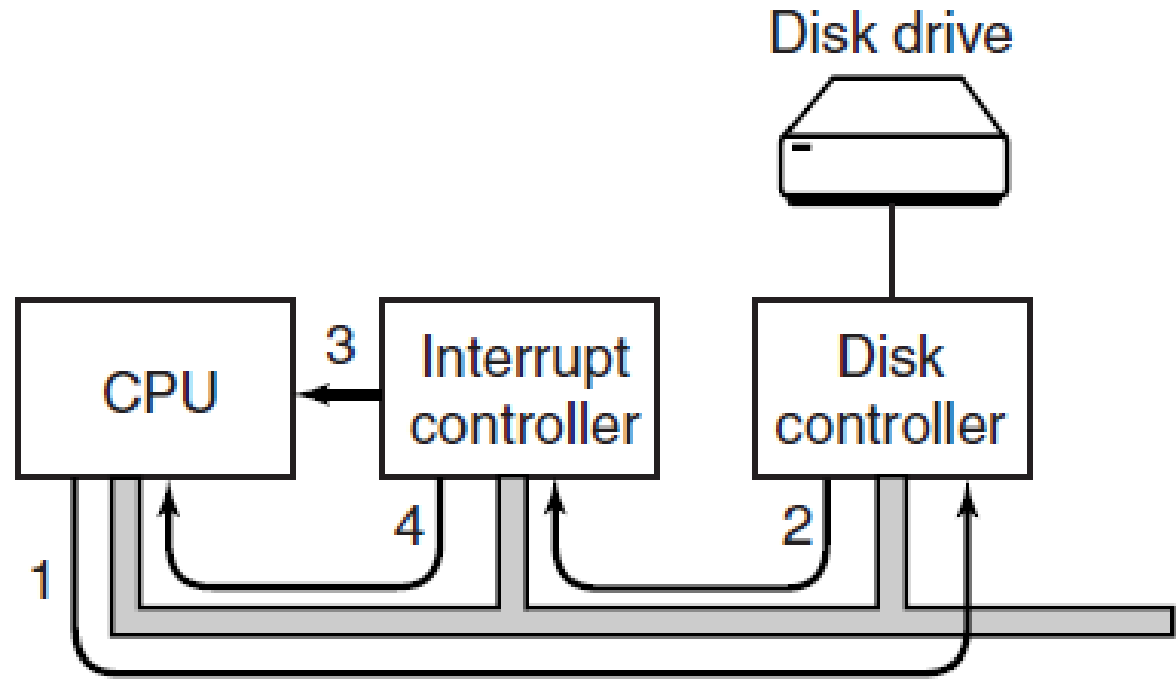 Disk drive
CPU
3
Interrupt
controller
Disk
controller
1
4
2